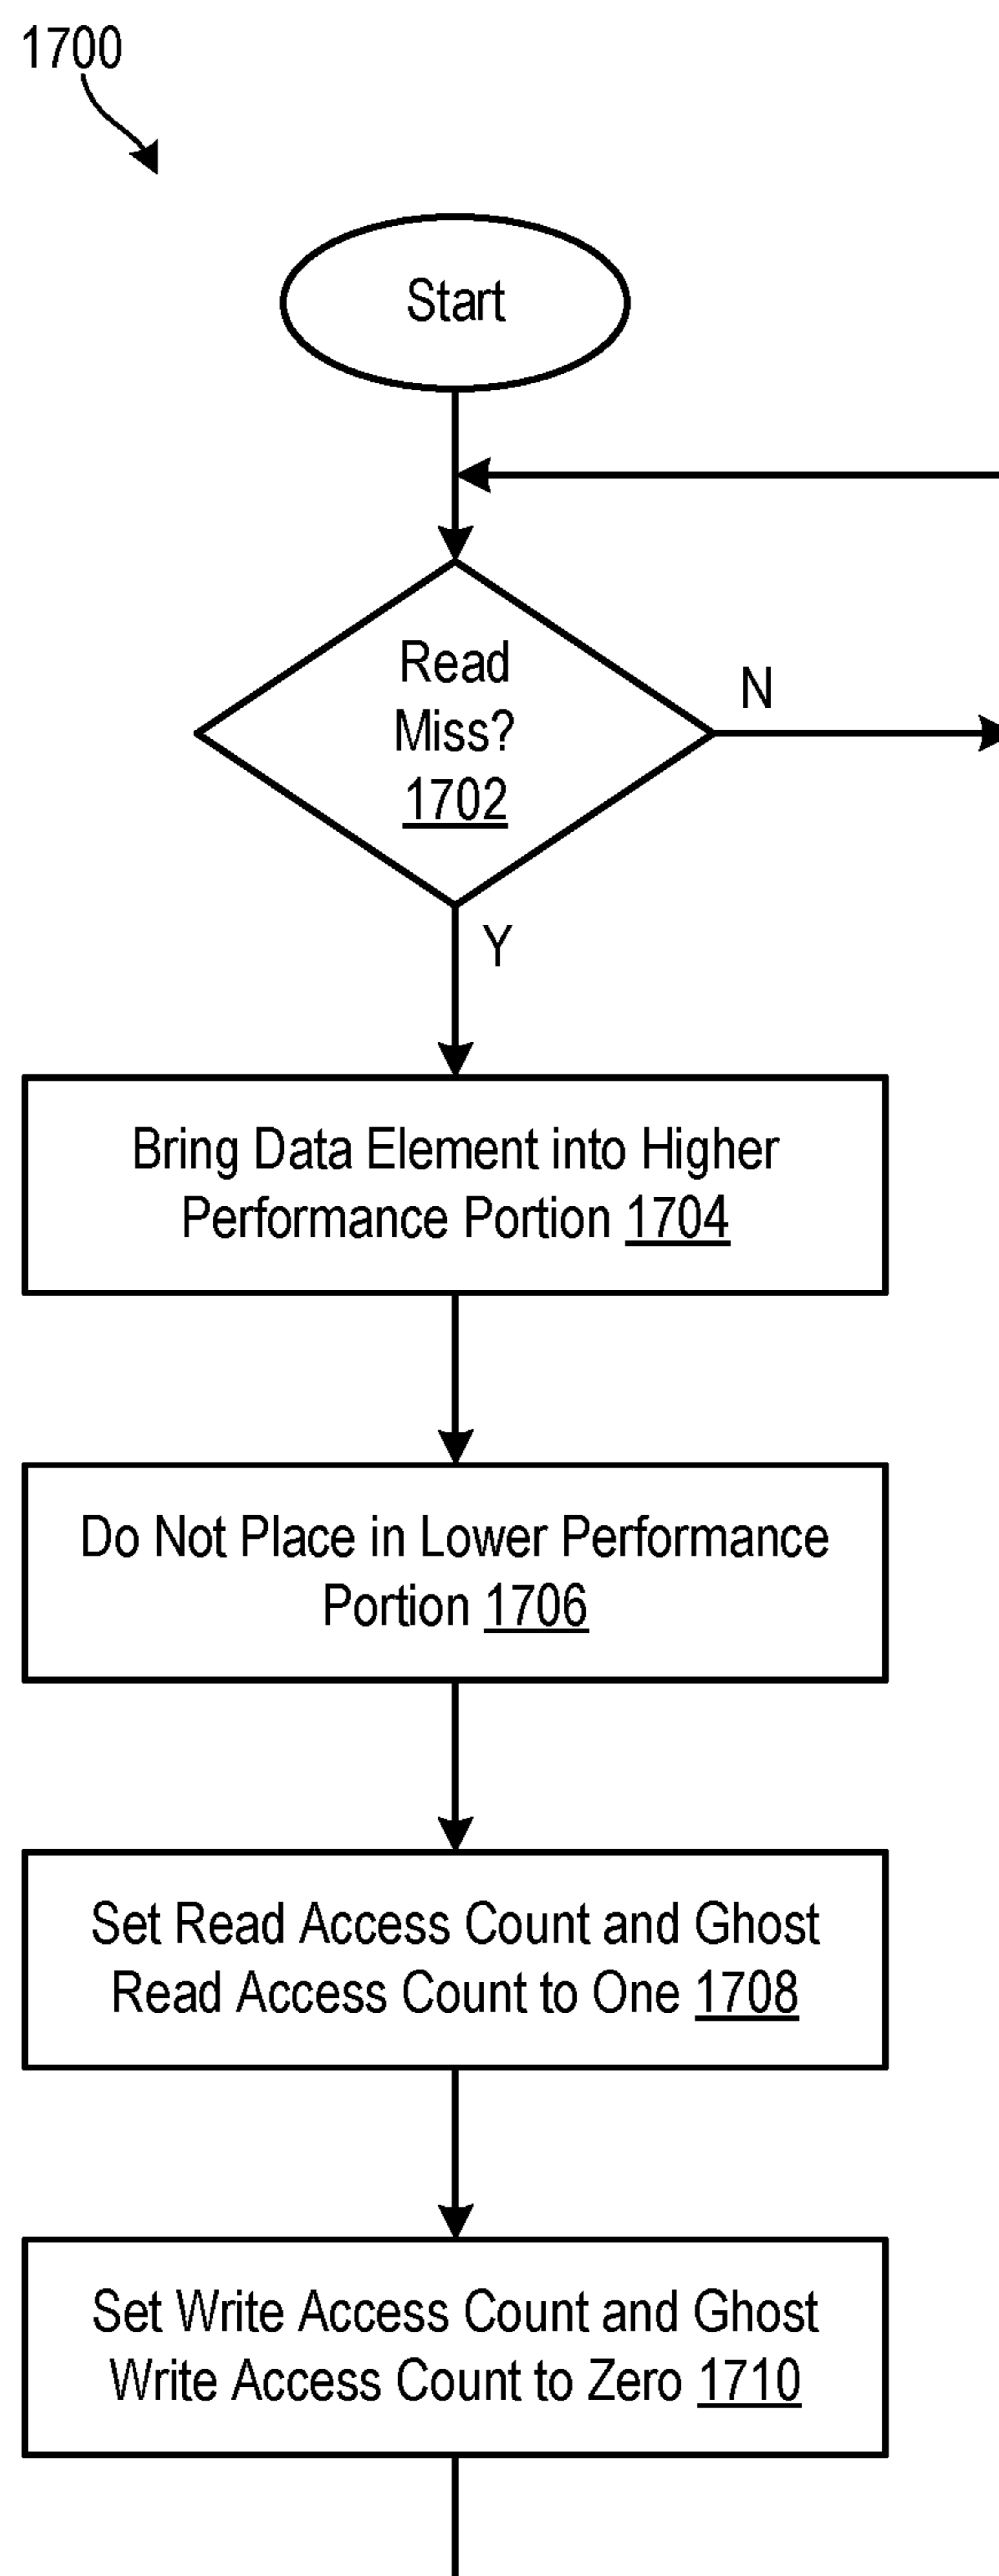 1700
Start
Read
Miss?
1702
N
Y
Bring Data Element into Higher
Performance Portion 1704
Do Not Place in Lower Performance
Portion 1706
Set Read Access Count and Ghost
Read Access Count to One 1708
Set Write Access Count and Ghost
Write Access Count to Zero 1710